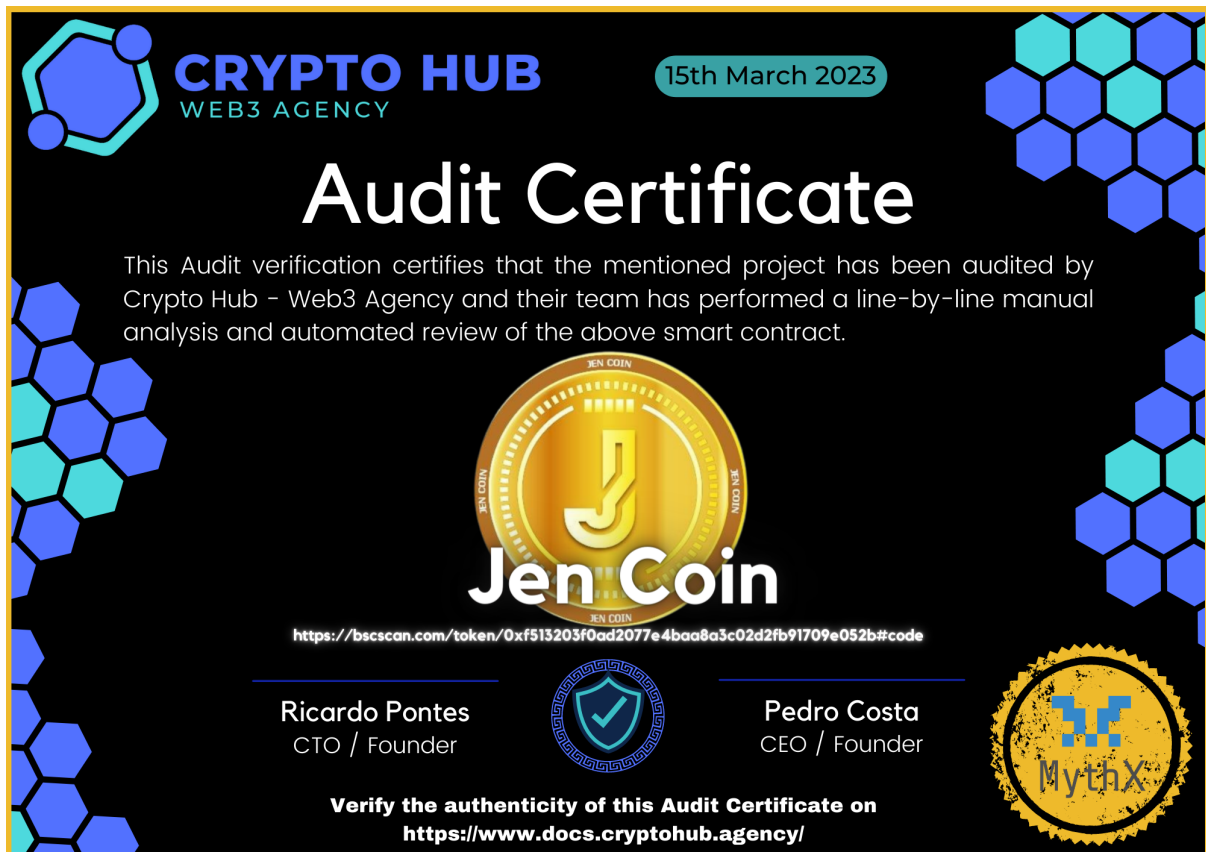 CRYPTO HUB
WEB3 AGENCY
15th March 2023
Audit Certificate
This Audit verification certifies that the mentioned project has been audited by
Crypto Hub - Web3 Agency and their team has performed a line-by-line manual
analysis and automated review of the above smart contract.
JEN COIN
JEN COIN
JEN COIN
Jen Coin
JEN COIN
https://bscscan.com/token/0xf513203f0ad2077e4baa8a3c02d2fb91709e052b#code
Ricardo Pontes
CTO / Founder
Pedro Costa
CEO / Founder
MythX
Verify the authenticity of this Audit Certificate on
https://www.docs.cryptohub.agency/